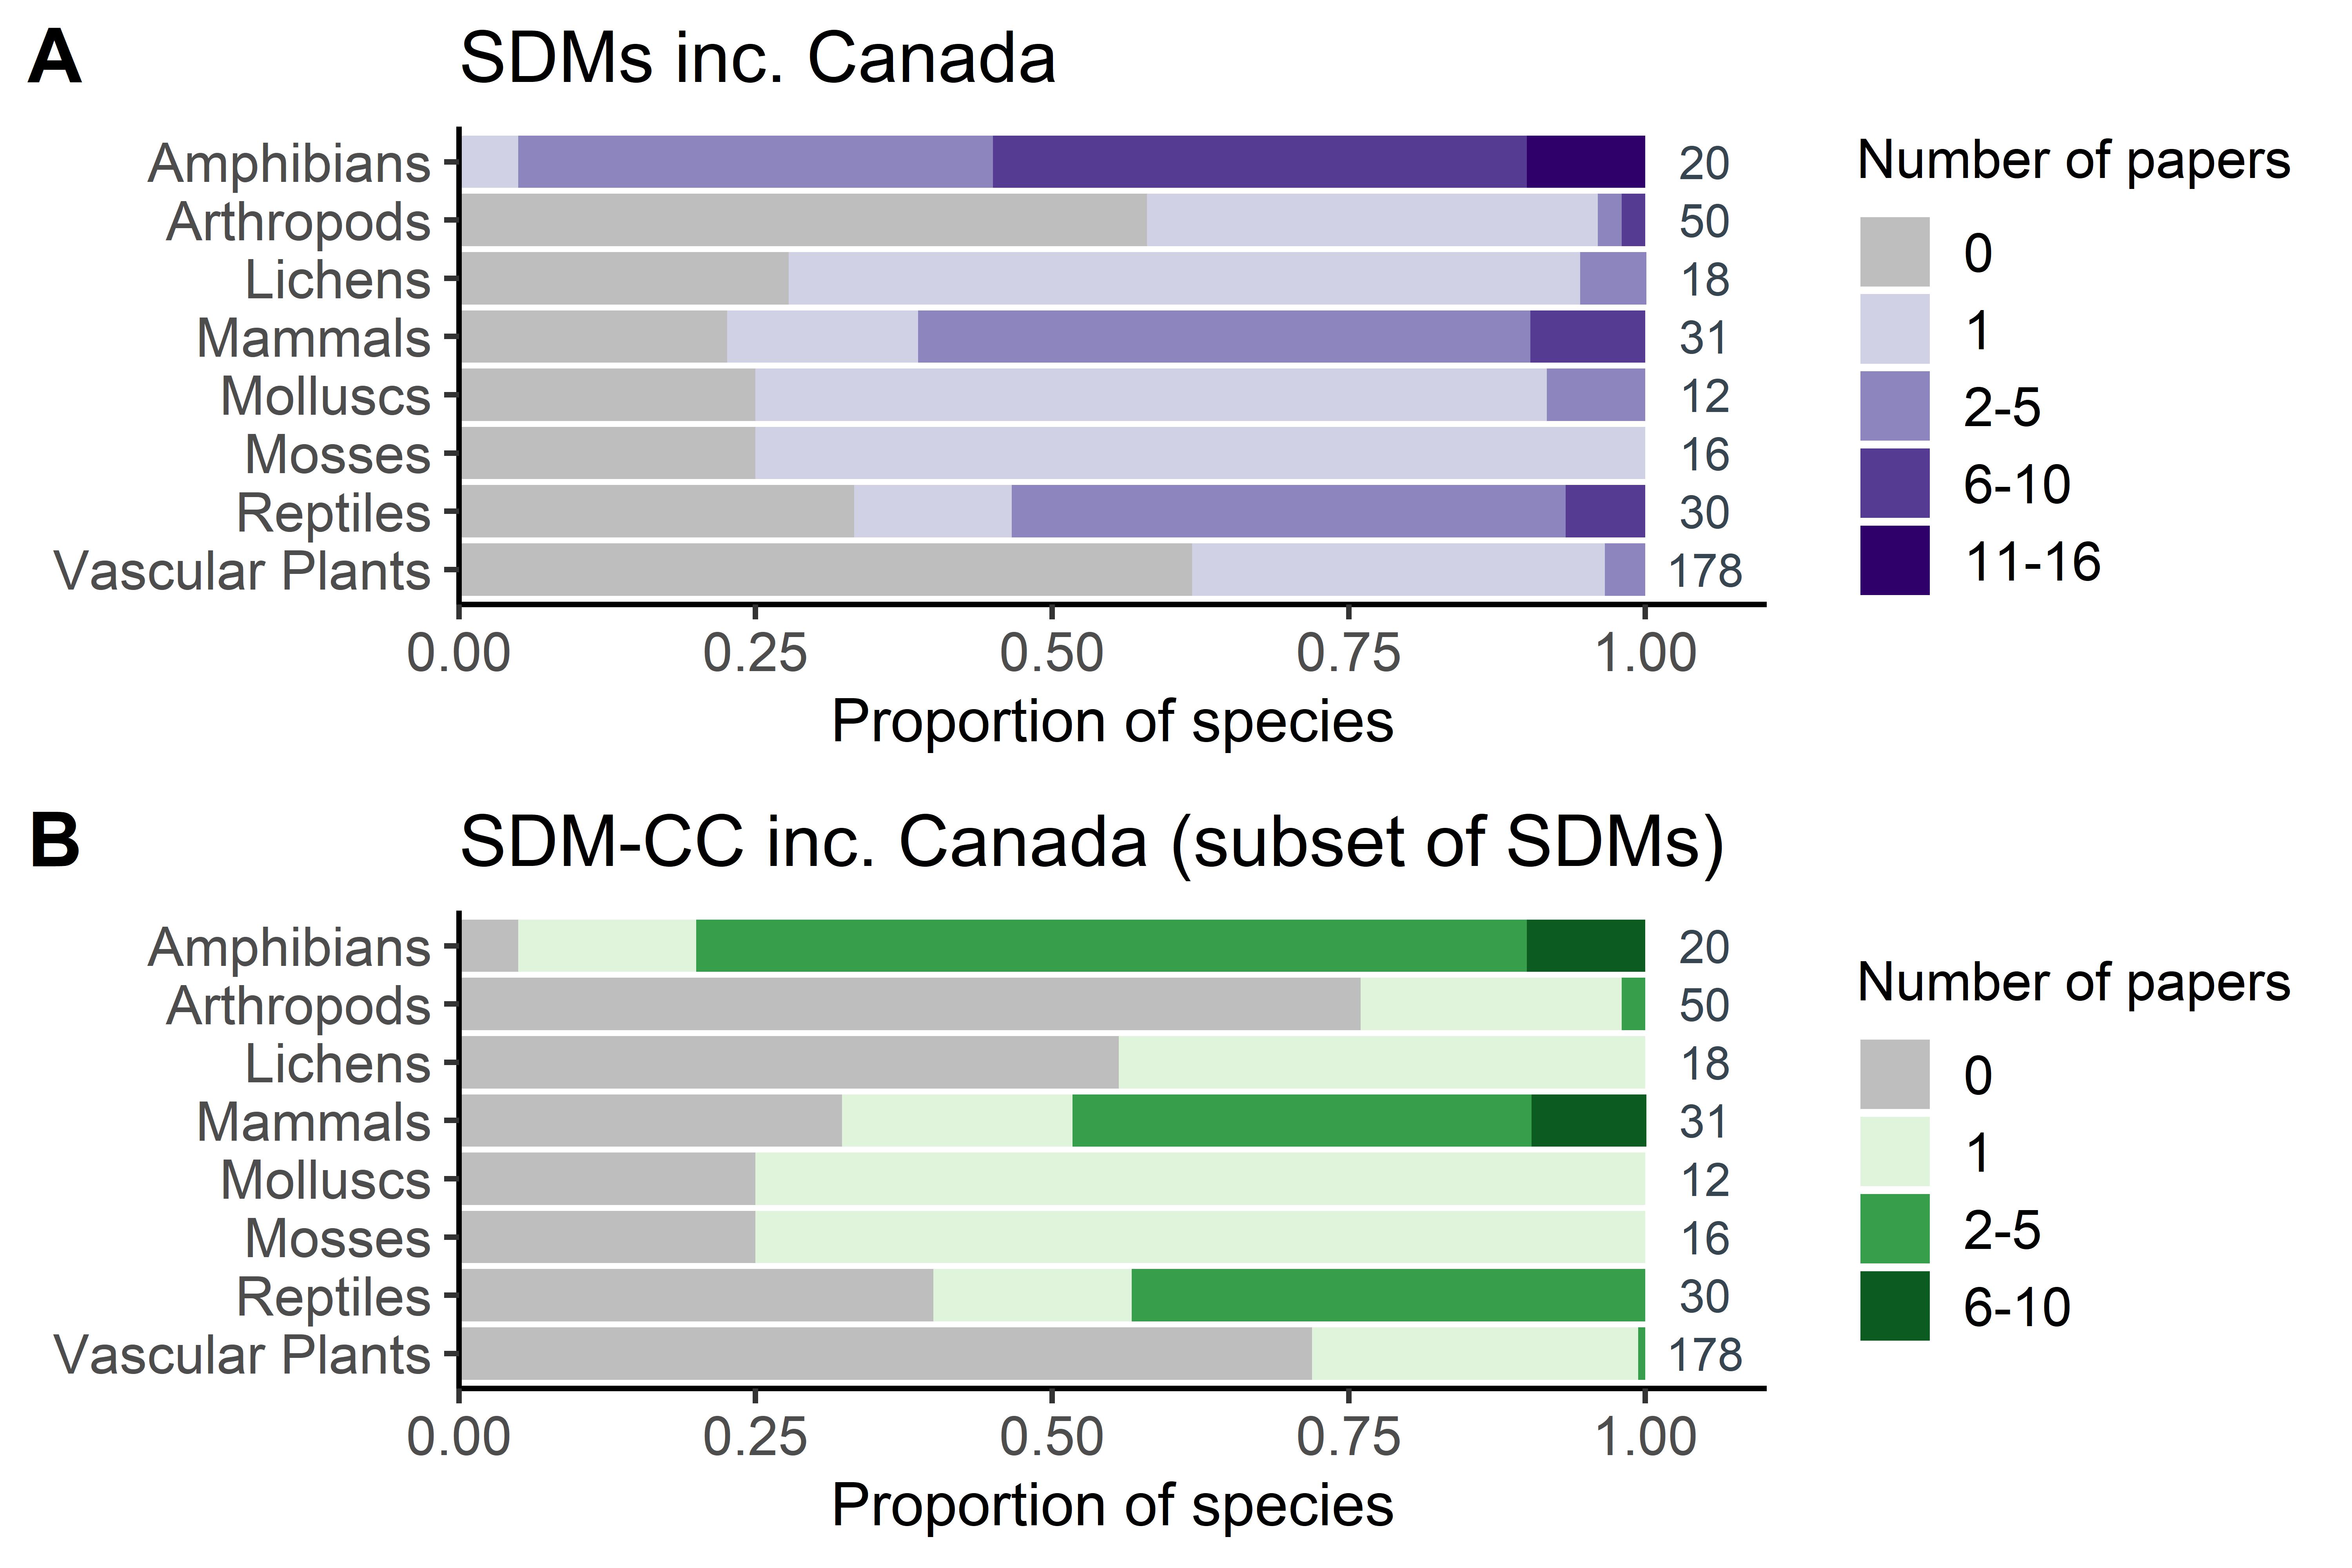 A
SDMs inc. Canada
Amphibians 20
Arthropods 50
Lichens 18
Mammals 31
Molluscs 12
Mosses 16
Reptiles 30
Vascular Plants 178
0.00 0.25 0.50 0.75 1.00
Proportion of species
Number of papers
0
1
2-5
6-10
11-16
B
SDM-CC inc. Canada (subset of SDMs)
Amphibians 20
Arthropods 50
Lichens 18
Mammals 31
Molluscs 12
Mosses 16
Reptiles 30
Vascular Plants 178
0.00 0.25 0.50 0.75 1.00
Proportion of species
Number of papers
0
1
2-5
6-10